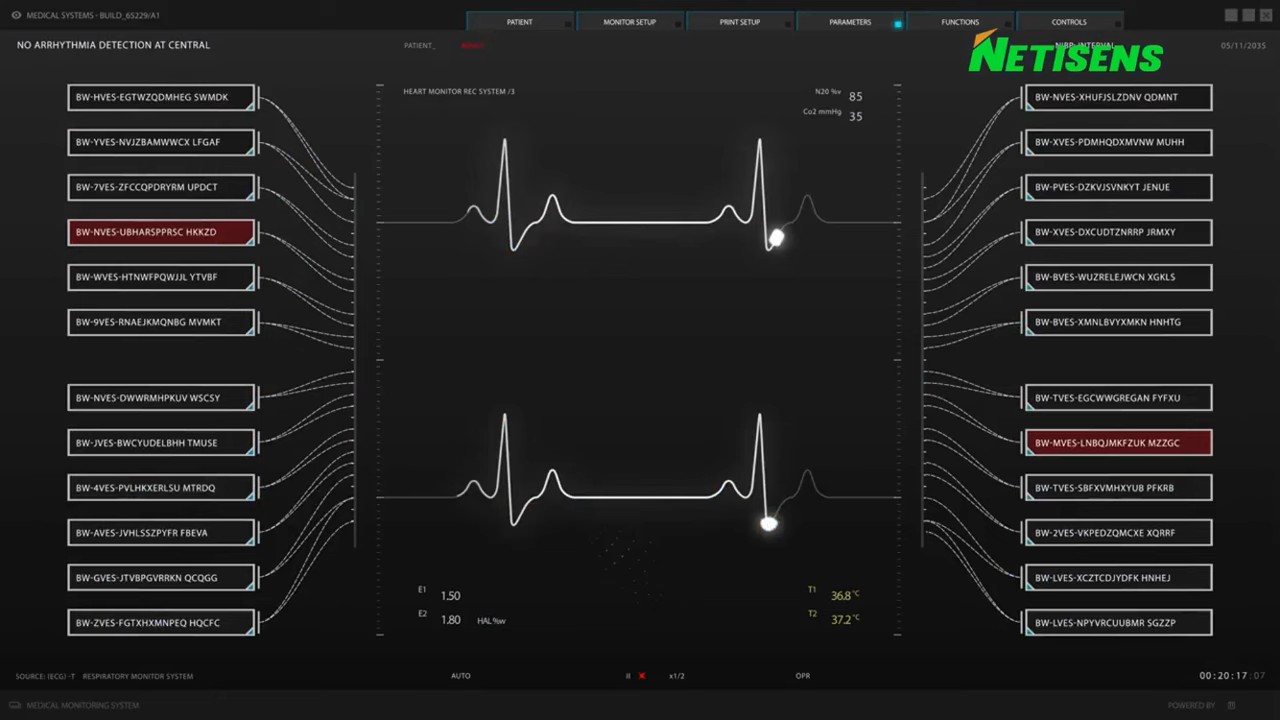 MEDICAL SYSTEMS - BUILD_65229/A1
PATIENT
MONITOR SETUP
PRINT SETUP
PARAMETERS
FUNCTIONS
CONTROLS
NO ARRHYTHMIA DETECTION AT CENTRAL
PATIENT_
NETISENS
05/11/2035
HEART MONITOR REC SYSTEM /3
N20 %v 85
Co2 mmHg 35
BW-HVES-EGTWZQDMHEG SWMDK
BW-YVES-NVJZBAMWWCX LFGAF
BW-7VES-ZFCCQPDRYRM UPDCT
BW-NVES-UBHARSPPRSC HKKZD
BW-WVES-HTNWFPQWJJL YTVBF
BW-9VES-RNAEJKMQNBG MVMKT
BW-NVES-DWWRMHPKUV WSCSY
BW-JVES-BWCYUDELBHH TMUSE
BW-4VES-PVLHKXERLSU MTRDQ
BW-AVES-JVHLSSZPYFR FBEVA
BW-GVES-JTVBPGVRRKN QCQGG
BW-ZVES-FGTXHXMNPEQ HQCFC
BW-NVES-XHUFJSLZDNV QDMNT
BW-XVES-PDMHQDXMVNW MUHH
BW-PVES-DZKVJSVNKYT JENUE
BW-XVES-DXCUDTZNRRP JRMXY
BW-BVES-WUZRELEJWCN XGKLS
BW-BVES-XMNLBVYXMKN HNHTG
BW-TVES-EGCWWGREGAN FYFXU
BW-MVES-LNBQJMKFZUK MZZGC
BW-TVES-SBFXVMHXYUB PFKRB
BW-2VES-VKPEDZQMCXE XQRRF
BW-LVES-XCZTCDJYDFK HNHEJ
BW-LVES-NPYVRCUUBMR SGZZP
E1 1.50
E2 1.80 HAL %w
T1 36.8 °C
T2 37.2 °C
SOURCE: (ECG) -T RESPIRATORY MONITOR SYSTEM
AUTO
II
x1/2
OPR
00:20:17:07
MEDICAL MONITORING SYSTEM
POWERED BY